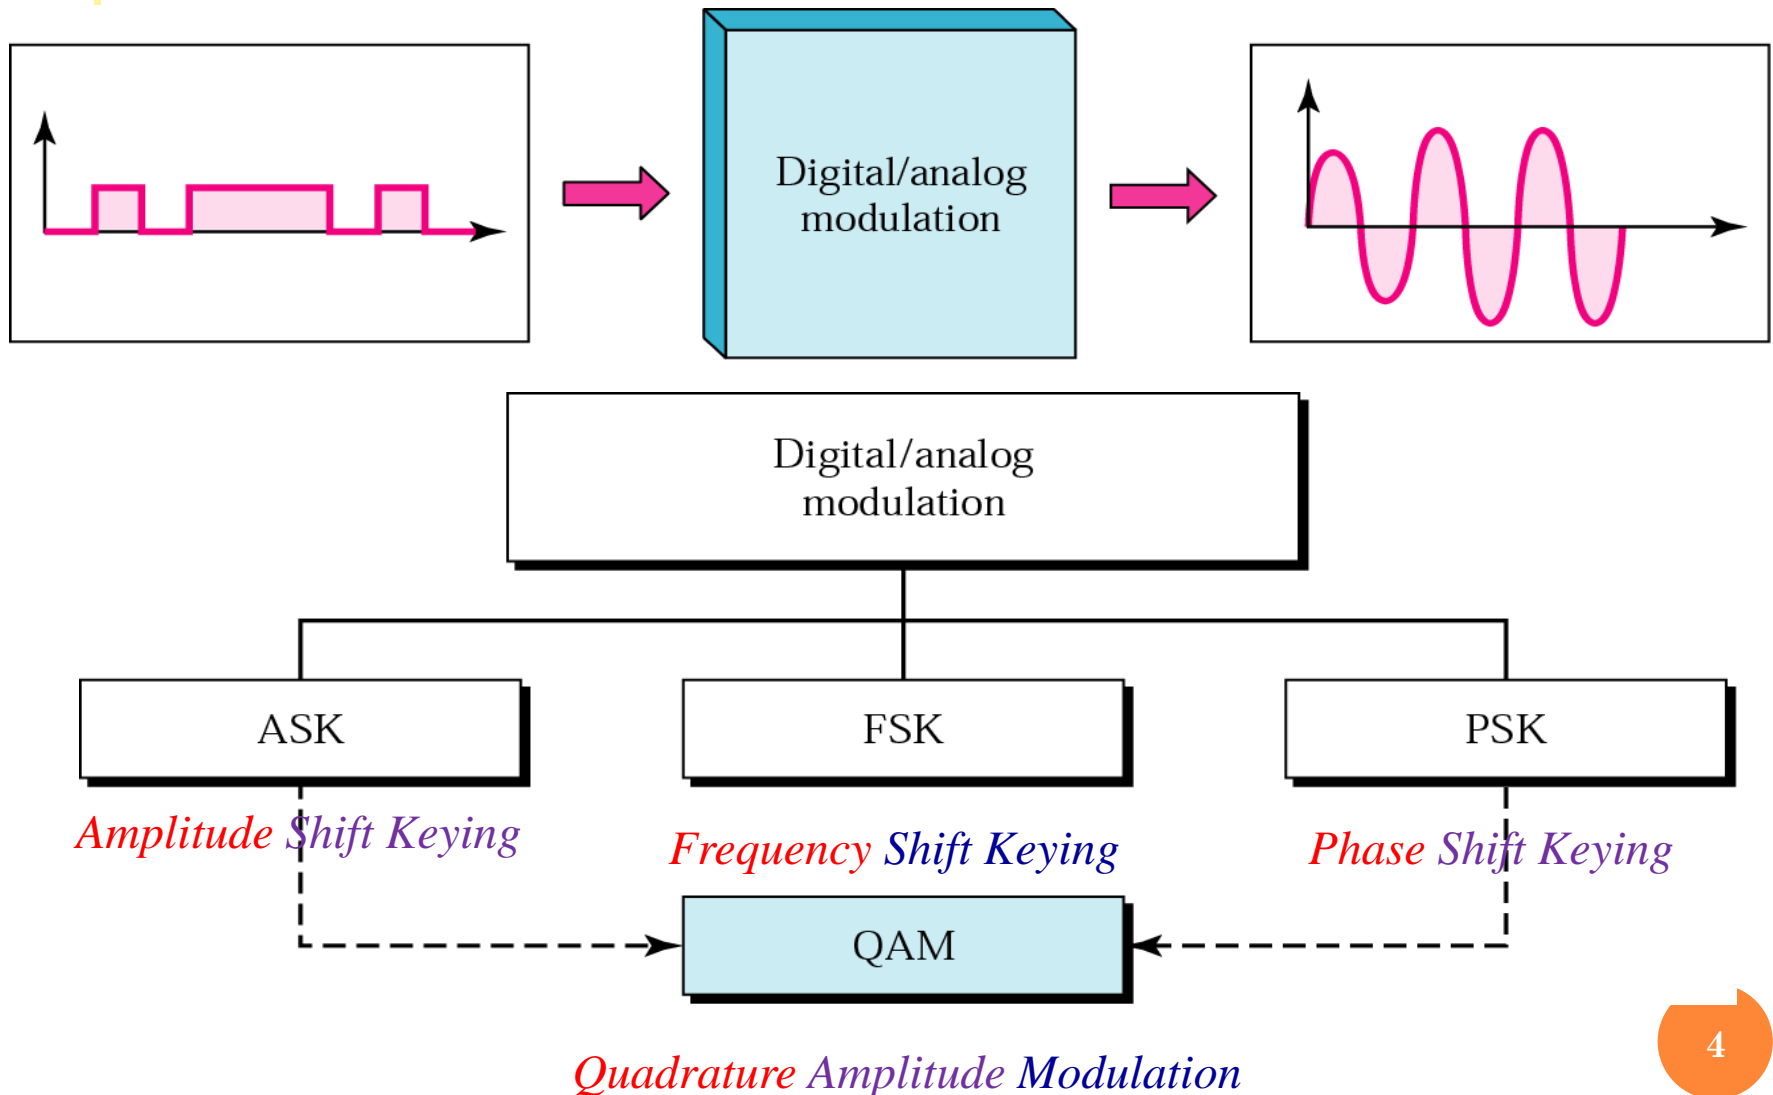 Digital/analog
modulation
Digital/analog
modulation
ASK
FSK
PSK
Amplitude Shift Keying
Frequency Shift Keying
Phase Shift Keying
QAM
Quadrature Amplitude Modulation
4